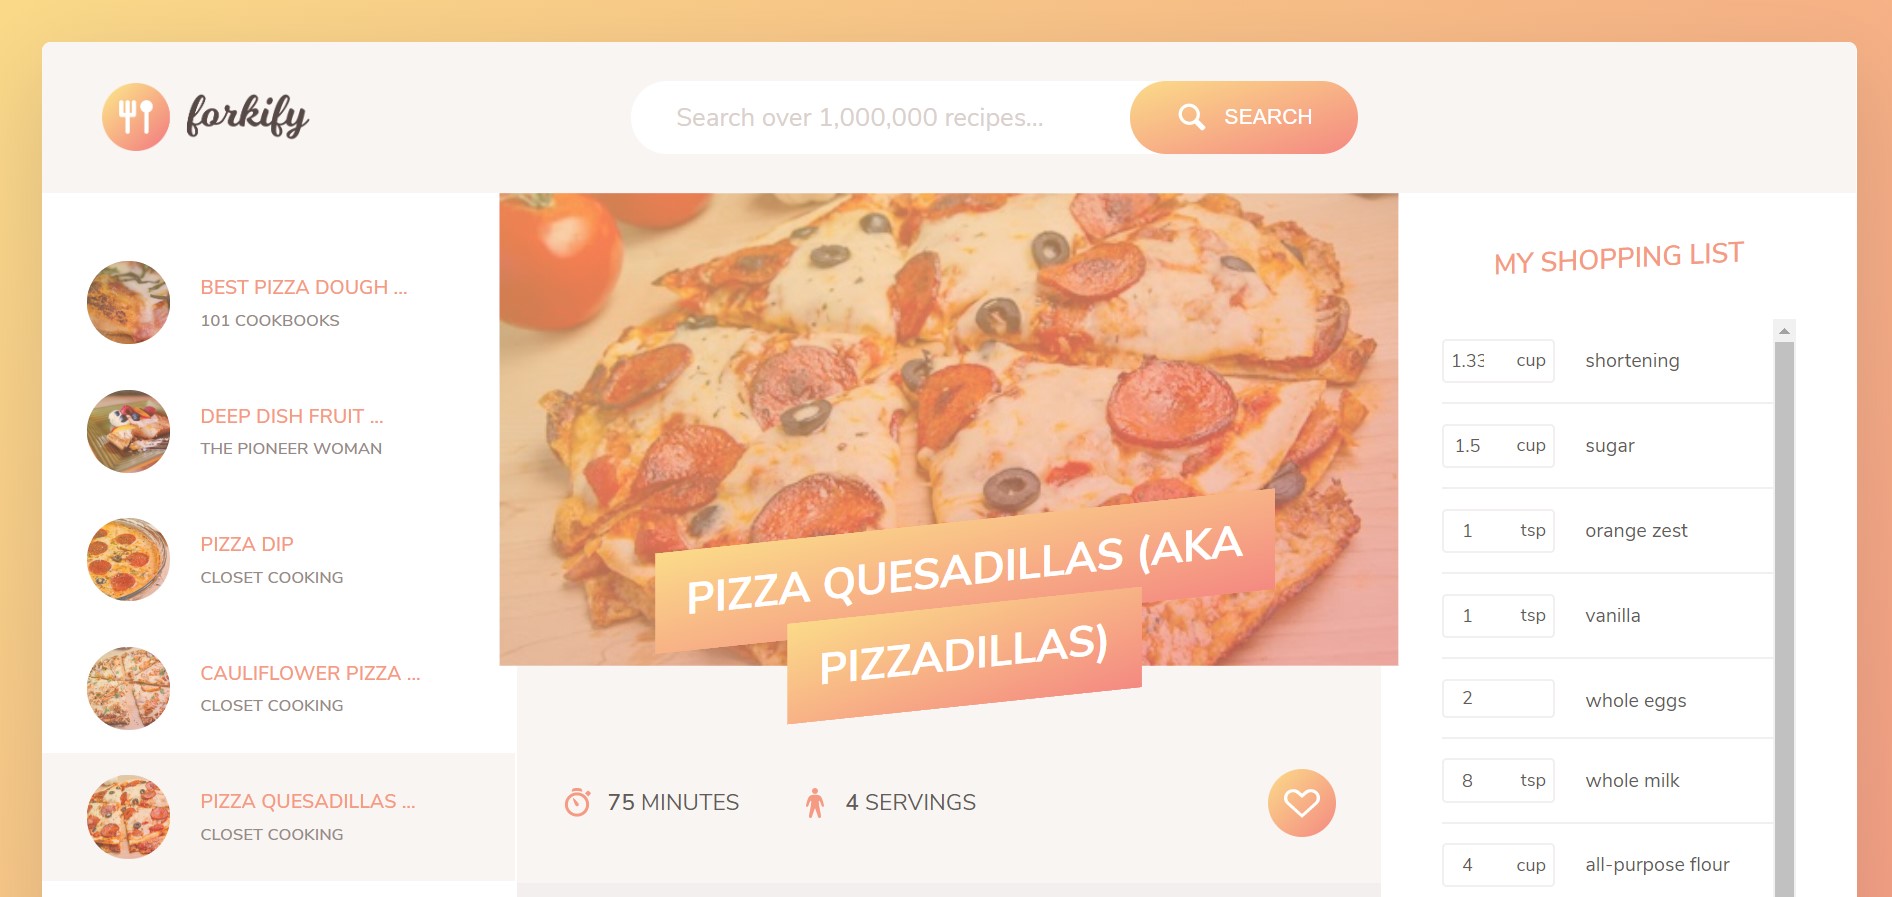 forkify
Search over 1,000,000 recipes...
SEARCH
BEST PIZZA DOUGH ...
101 COOKBOOKS
DEEP DISH FRUIT ...
THE PIONEER WOMAN
PIZZA DIP
CLOSET COOKING
CAULIFLOWER PIZZA ...
CLOSET COOKING
PIZZA QUESADILLAS ...
CLOSET COOKING
PIZZA QUESADILLAS (AKA
PIZZADILLAS)
75 MINUTES
4 SERVINGS
MY SHOPPING LIST
1.33 cup shortening
1.5 cup sugar
1 tsp orange zest
1 tsp vanilla
2 whole eggs
8 tsp whole milk
4 cup all-purpose flour